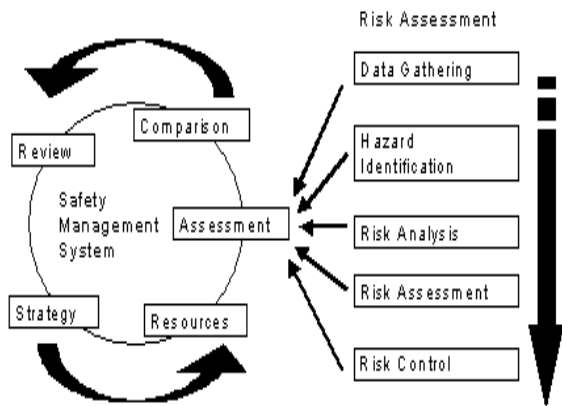 Risk Assessment
Data Gathering
Comparison
Review
Hazard
Identification
Safety
Management
System
Assessment
Risk Analysis
Risk Assessment
Strategy
Resources
Risk Control